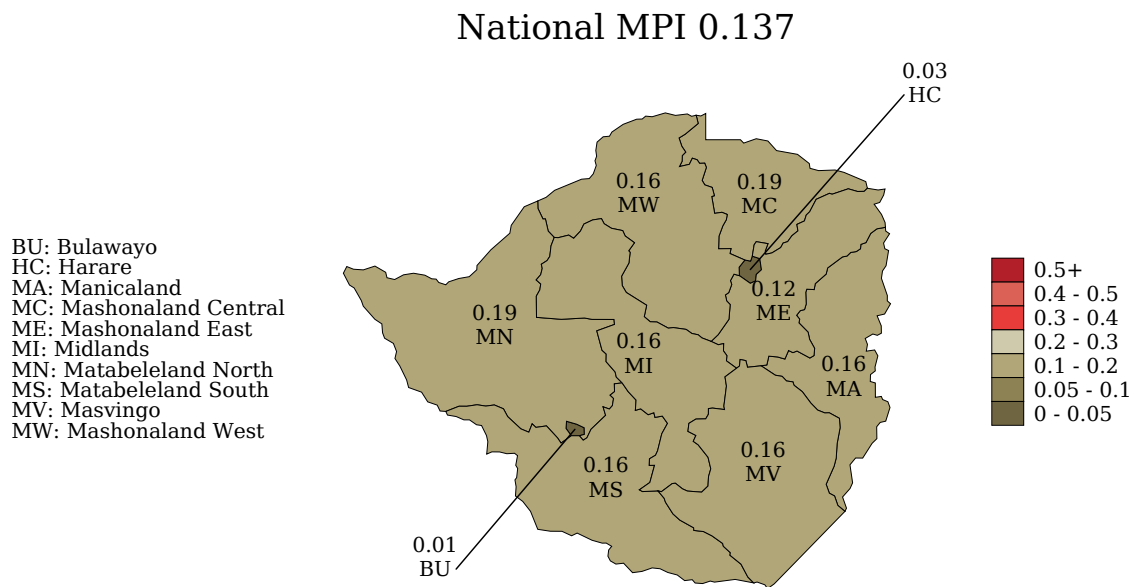 National MPI 0.137
0.03
HC
0.16
MW
0.19
MC
BU: Bulawayo
HC: Harare
MA: Manicaland
MC: Mashonaland Central
ME: Mashonaland East
MI: Midlands
MN: Matabeleland North
MS: Matabeleland South
MV: Masvingo
MW: Mashonaland West
0.19
MN
0.12
ME
0.16
MI
0.16
MA
0.16
MS
0.16
MV
0.01
BU
0.5+
0.4 - 0.5
0.3 - 0.4
0.2 - 0.3
0.1 - 0.2
0.05 - 0.1
0 - 0.05